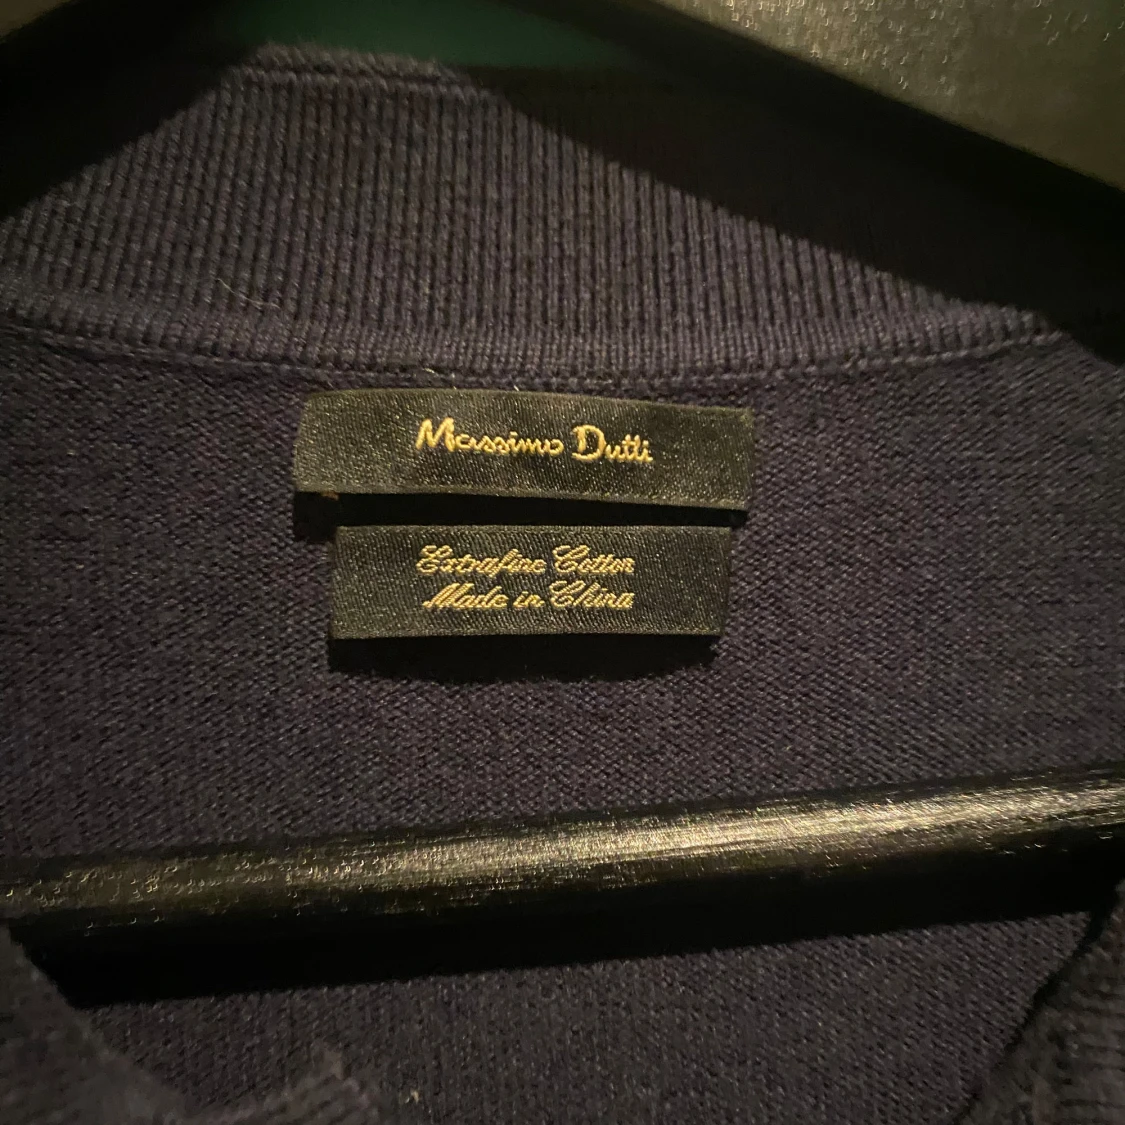 Massimo Dutti
Extrafine Cotton
Made in China